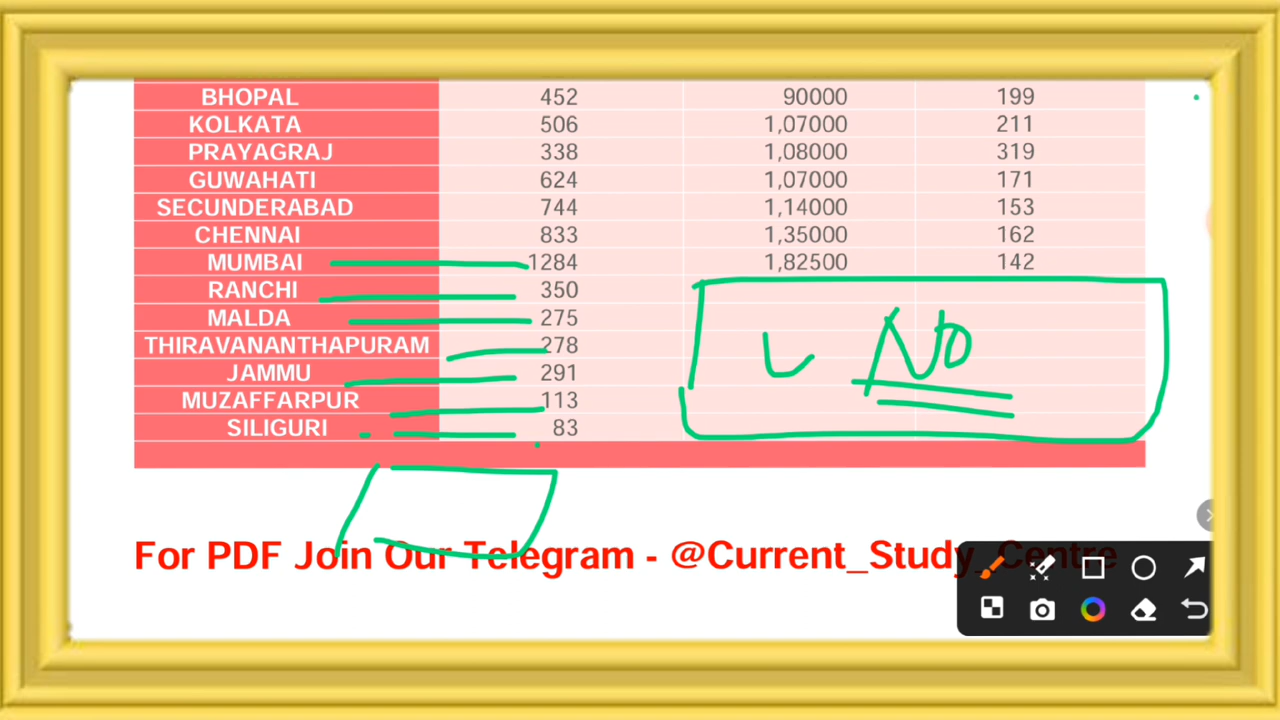 BHOPAL 452 90000 199
KOLKATA 506 1,07000 211
PRAYAGRAJ 338 1,08000 319
GUWAHATI 624 1,07000 171
SECUNDERABAD 744 1,14000 153
CHENNAI 833 1,35000 162
MUMBAI 1284 1,82500 142
RANCHI 350
MALDA 275
THIRAVANANTHAPURAM 278
JAMMU 291
MUZAFFARPUR 113
SILIGURI 83
No
For PDF Join Our Telegram - @Current_Study_Centre